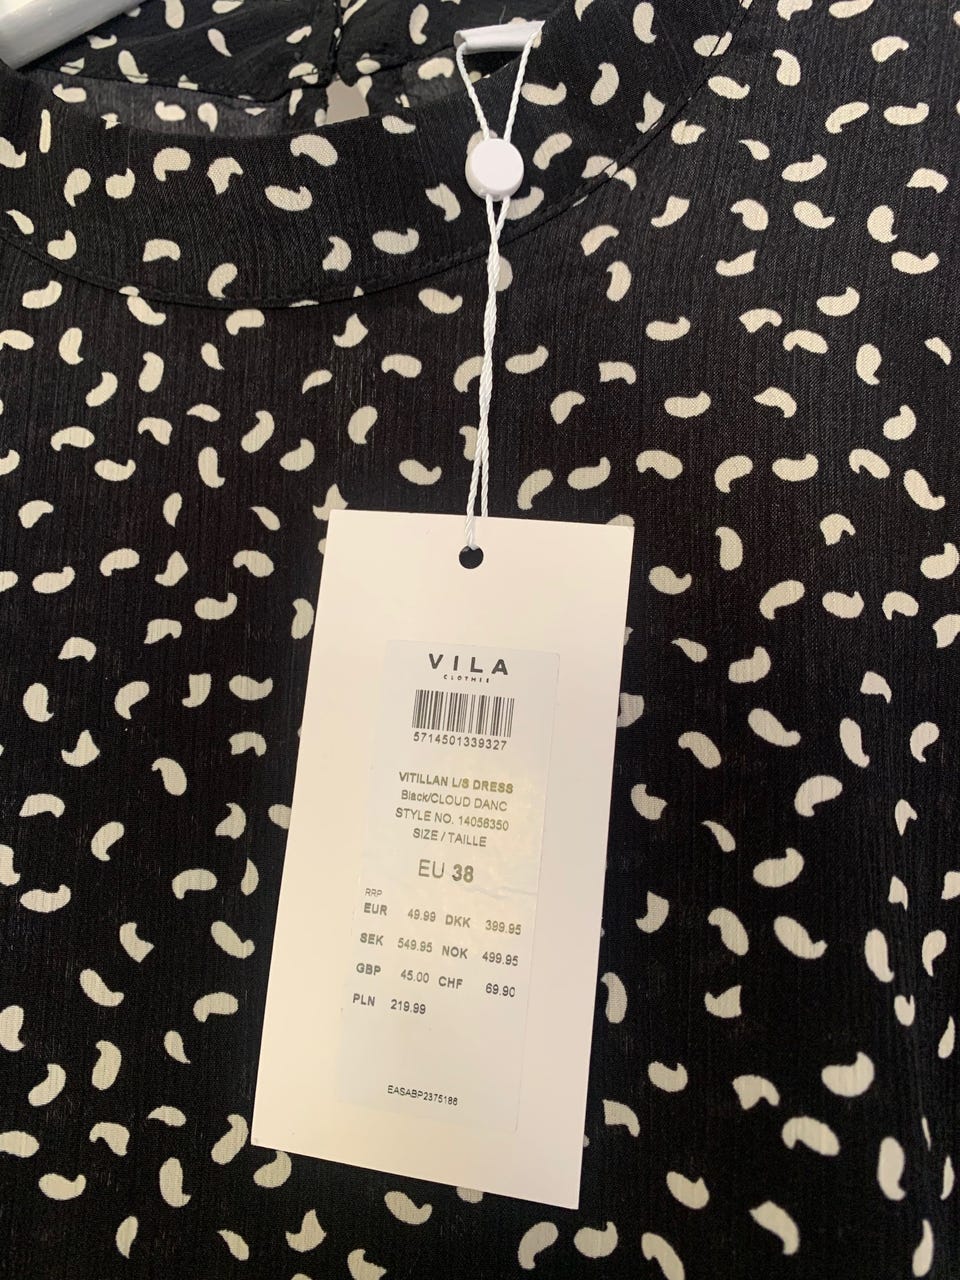 VILA
CLOTHES
5714501339327
VITILLAN L/S DRESS
Black/CLOUD DANC
STYLE NO. 14056350
SIZE / TAILLE
EU 38
RRP
EUR 49.99 DKK 399.95
SEK 549.95 NOK 499.95
GBP 45.00 CHF 69.90
PLN 219.99
EASABP2375186